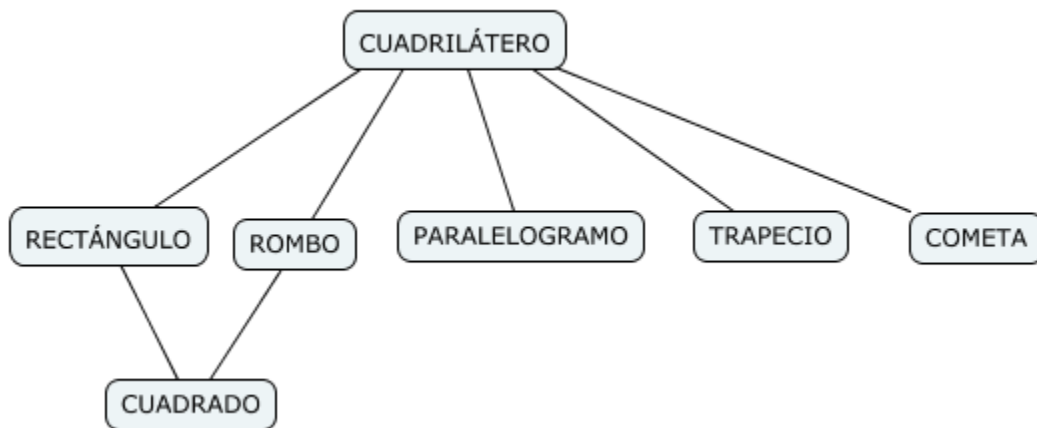 CUADRILÁTERO
RECTÁNGULO
ROMBO
PARALELOGRAMO
TRAPECIO
COMETA
CUADRADO